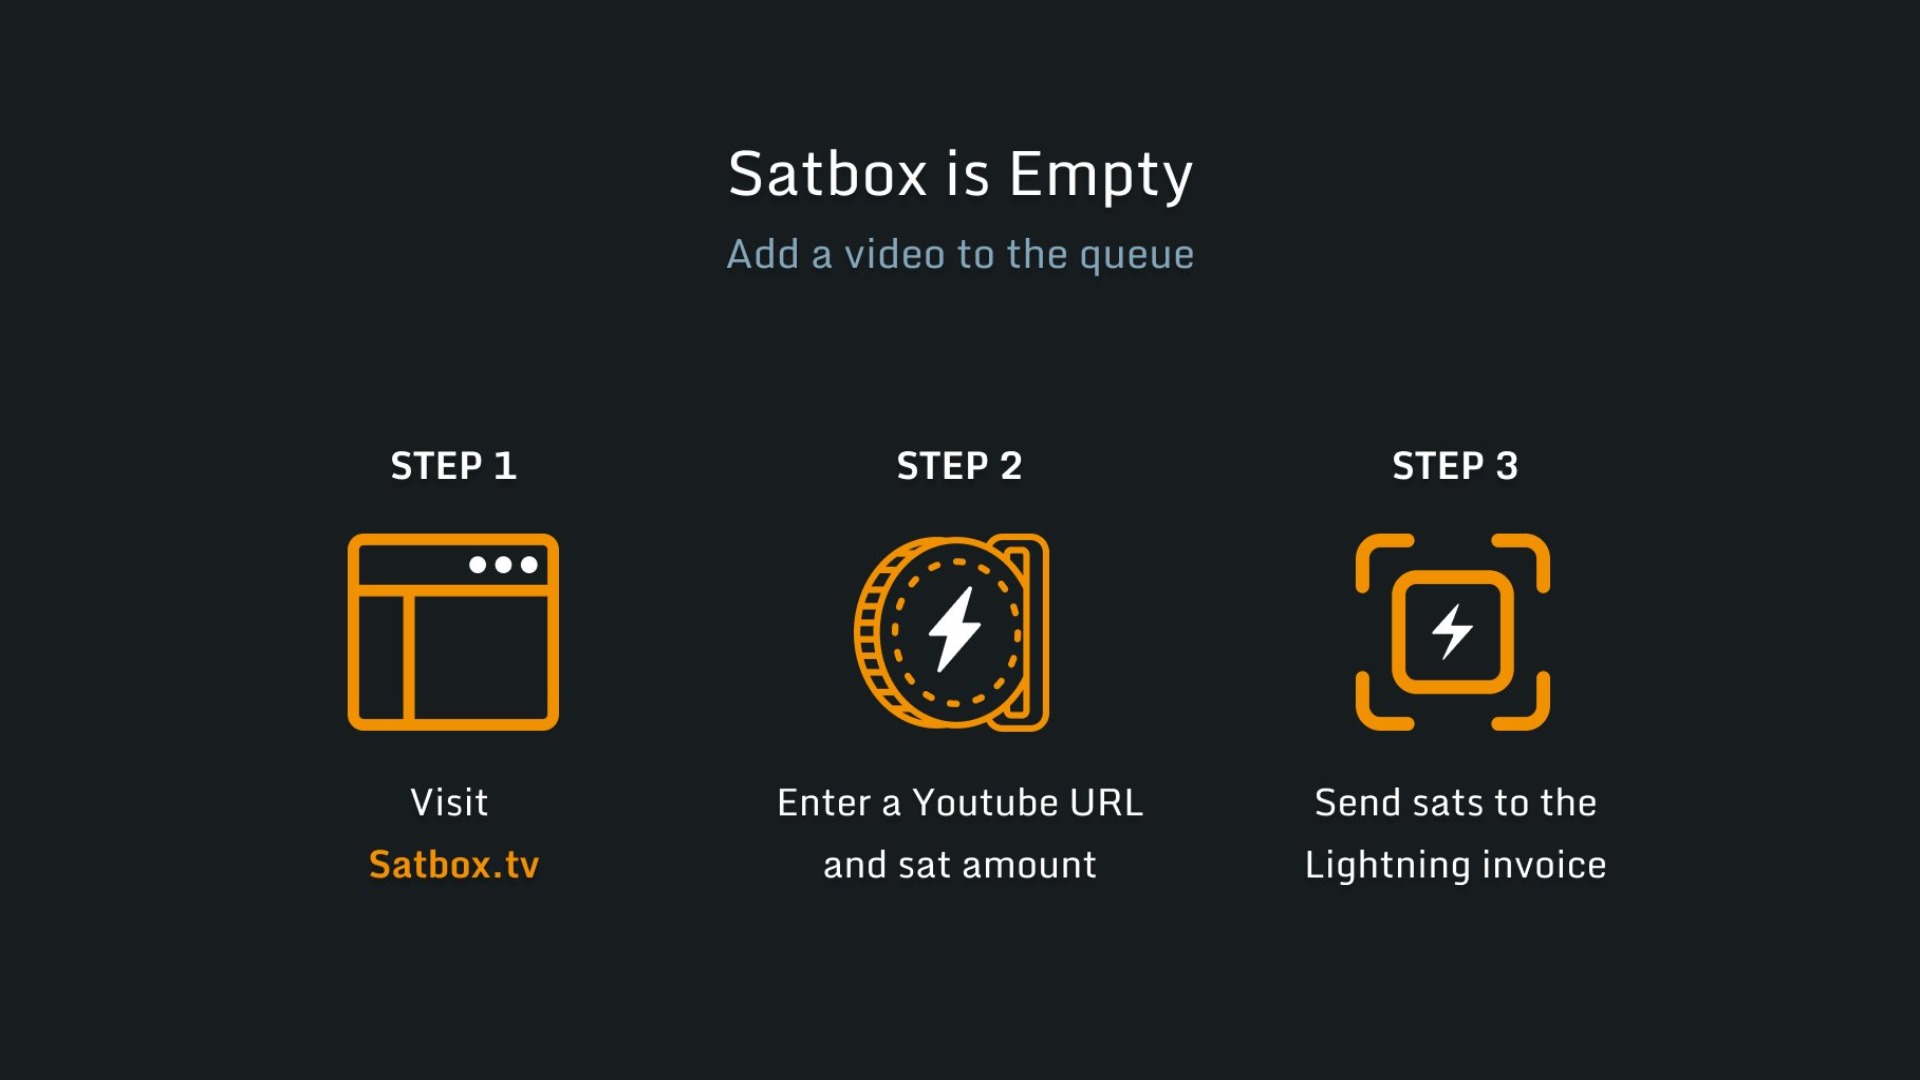 Satbox is Empty
Add a video to the queue
STEP 1
Visit
Satbox.tv
STEP 2
Enter a Youtube URL
and sat amount
STEP 3
Send sats to the
Lightning invoice